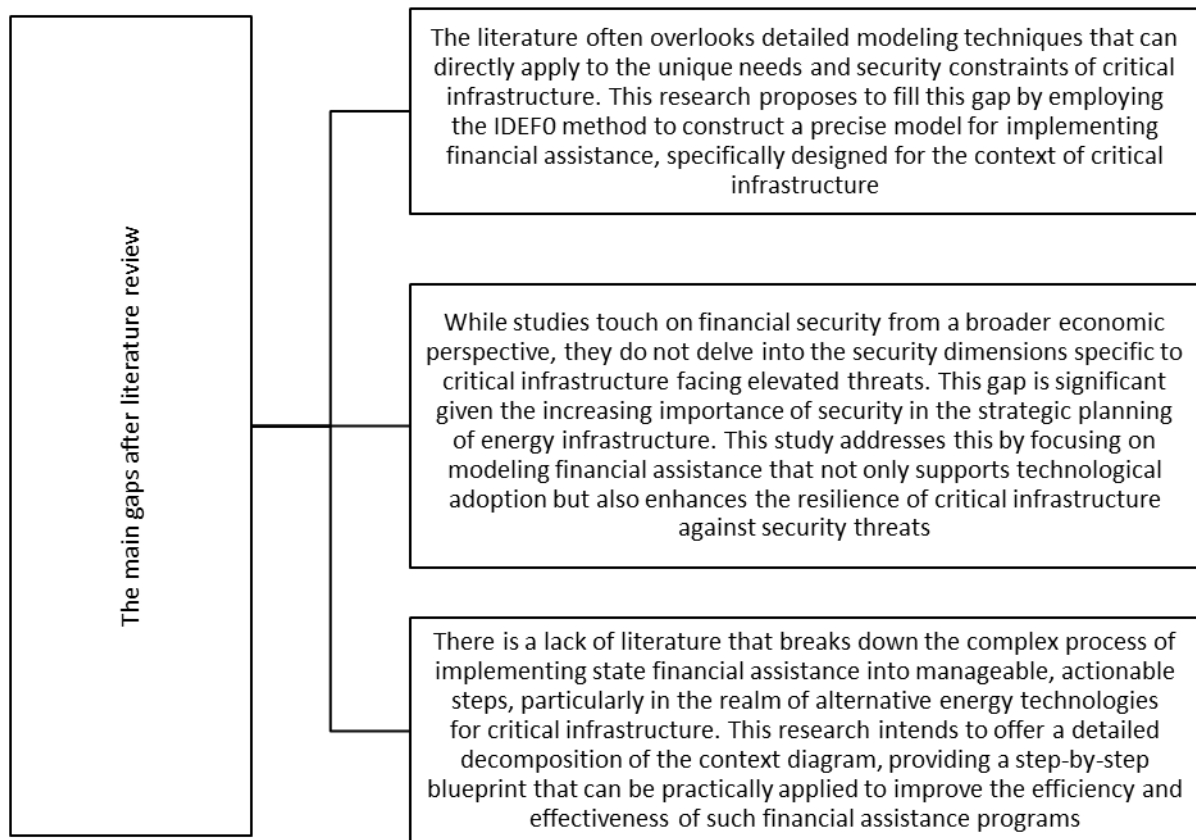 The main gaps after literature review
The literature often overlooks detailed modeling techniques that can
directly apply to the unique needs and security constraints of critical
infrastructure. This research proposes to fill this gap by employing
the IDEF0 method to construct a precise model for implementing
financial assistance, specifically designed for the context of critical
infrastructure
While studies touch on financial security from a broader economic
perspective, they do not delve into the security dimensions specific to
critical infrastructure facing elevated threats. This gap is significant
given the increasing importance of security in the strategic planning
of energy infrastructure. This study addresses this by focusing on
modeling financial assistance that not only supports technological
adoption but also enhances the resilience of critical infrastructure
against security threats
There is a lack of literature that breaks down the complex process of
implementing state financial assistance into manageable, actionable
steps, particularly in the realm of alternative energy technologies
for critical infrastructure. This research intends to offer a detailed
decomposition of the context diagram, providing a step-by-step
blueprint that can be practically applied to improve the efficiency and
effectiveness of such financial assistance programs